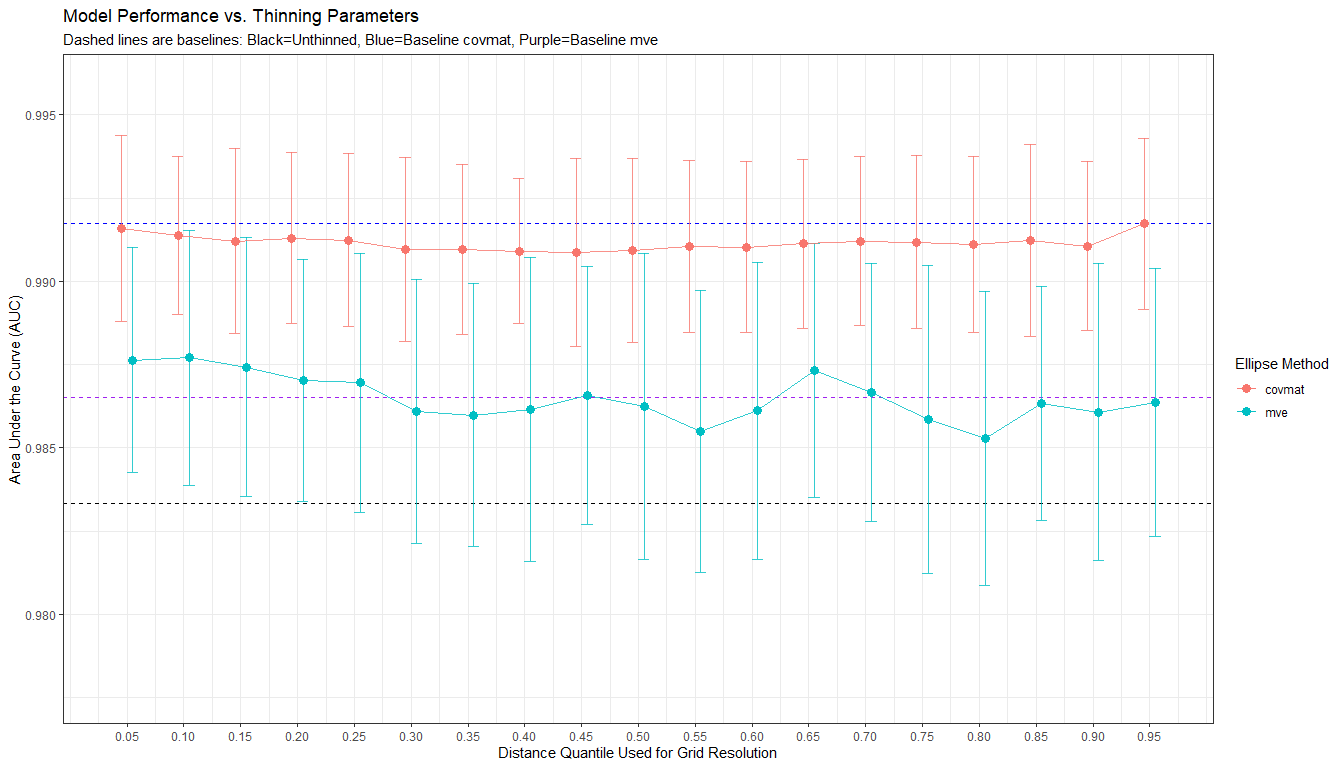 Model Performance vs. Thinning Parameters
Dashed lines are baselines: Black=Unthinned, Blue=Baseline covmat, Purple=Baseline mve
Area Under the Curve (AUC)
0.995
0.990
0.985
0.980
0.05 0.10 0.15 0.20 0.25 0.30 0.35 0.40 0.45 0.50 0.55 0.60 0.65 0.70 0.75 0.80 0.85 0.90 0.95
Distance Quantile Used for Grid Resolution
Ellipse Method
covmat
mve